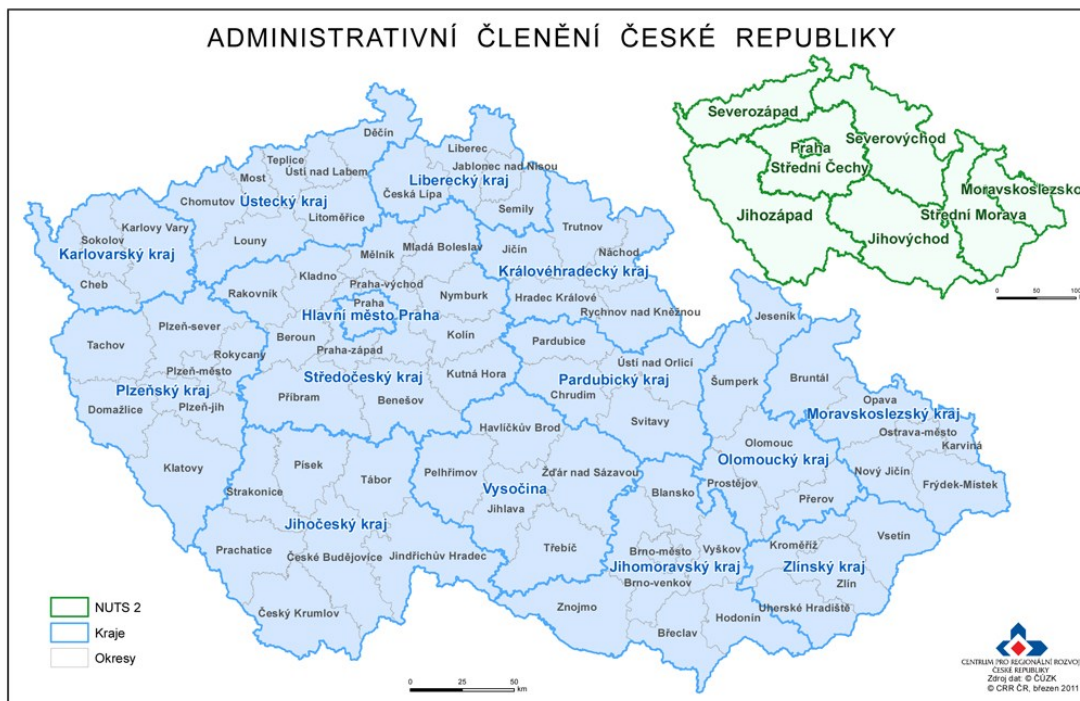 ADMINISTRATIVNÍ ČLENĚNÍ ČESKÉ REPUBLIKY
Severozápad
Severovýchod
Praha
Střední Čechy
Moravskoslezsko
Jihozápad
Střední Morava
Jihovýchod
0 50 100
Děčín
Liberec
Teplice
Jablonec nad Nisou
Ústí nad Labem
Most
Liberecký kraj
Česká Lípa
Chomutov
Ústecký kraj
Semily
Litoměřice
Karlovy Vary
Trutnov
Sokolov
Louny
Mladá Boleslav
Jičín
Náchod
Karlovarský kraj
Mělník
Kladno
Královéhradecký kraj
Cheb
Praha-východ
Rakovník
Nymburk
Hradec Králové
Praha
Rychnov nad Kněžnou
Hlavní město Praha
Jeseník
Plzeň-sever
Beroun
Kolín
Pardubice
Tachov
Praha-západ
Rokycany
Ústí nad Orlicí
Plzeň-město
Středočeský kraj
Kutná Hora
Pardubický kraj
Šumperk
Bruntál
Plzeňský kraj
Příbram
Benešov
Chrudim
Opava
Domažlice
Plzeň-jih
Moravskoslezský kraj
Svitavy
Havlíčkův Brod
Ostrava-město
Olomouc
Karviná
Olomoucký kraj
Klatovy
Písek
Pelhřimov
Žďár nad Sázavou
Nový Jičín
Tábor
Prostějov
Frýdek-Místek
Vysočina
Strakonice
Blansko
Přerov
Jihlava
Jihočeský kraj
Vsetín
Třebíč
Kroměříž
Prachatice
České Budějovice
Jindřichův Hradec
Brno-město
Vyškov
Jihomoravský kraj
Zlínský kraj
Brno-venkov
Zlín
Znojmo
Uherské Hradiště
Český Krumlov
Hodonín
Břeclav
NUTS 2
Kraje
Okresy
0 25 50
km
CENTRUM PRO REGIONÁLNÍ ROZVOJ
ČESKÉ REPUBLIKY
Zdroj dat: © ČÚZK
© CRR ČR, březen 2011